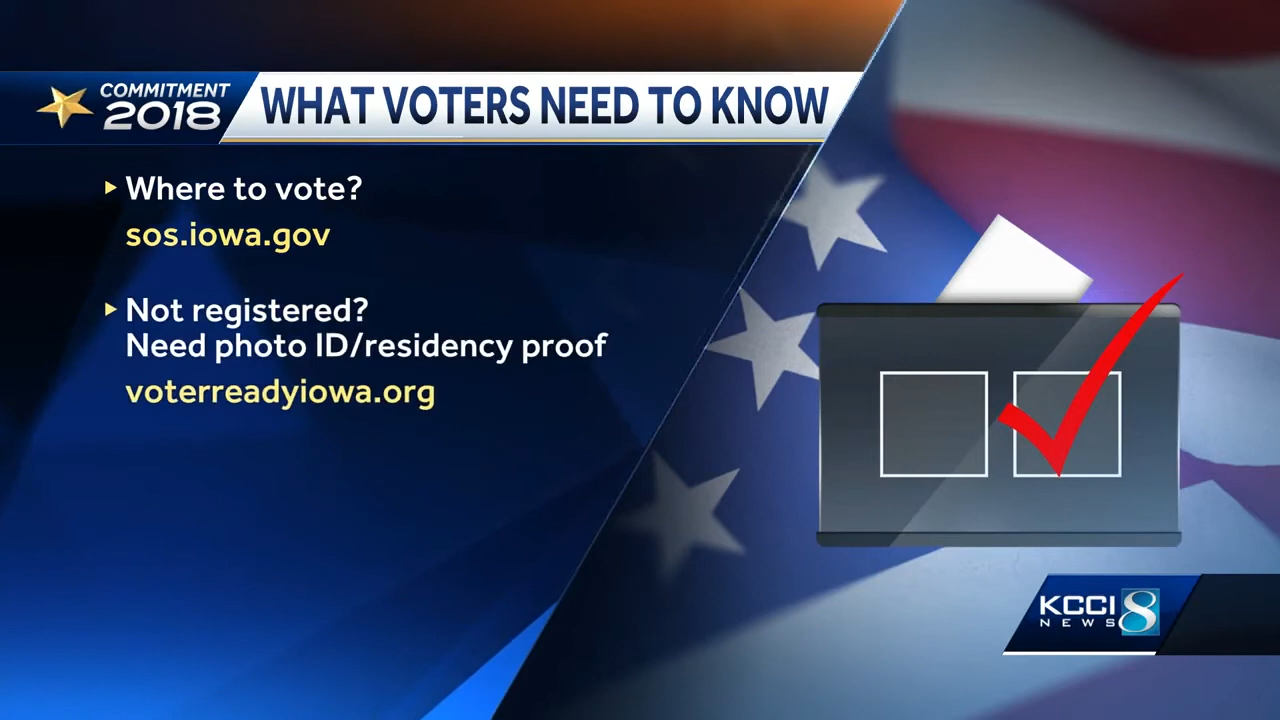 COMMITMENT
2018
WHAT VOTERS NEED TO KNOW
Where to vote?
sos.iowa.gov
Not registered?
Need photo ID/residency proof
voterreadyiowa.org
KCCI 8
NEWS